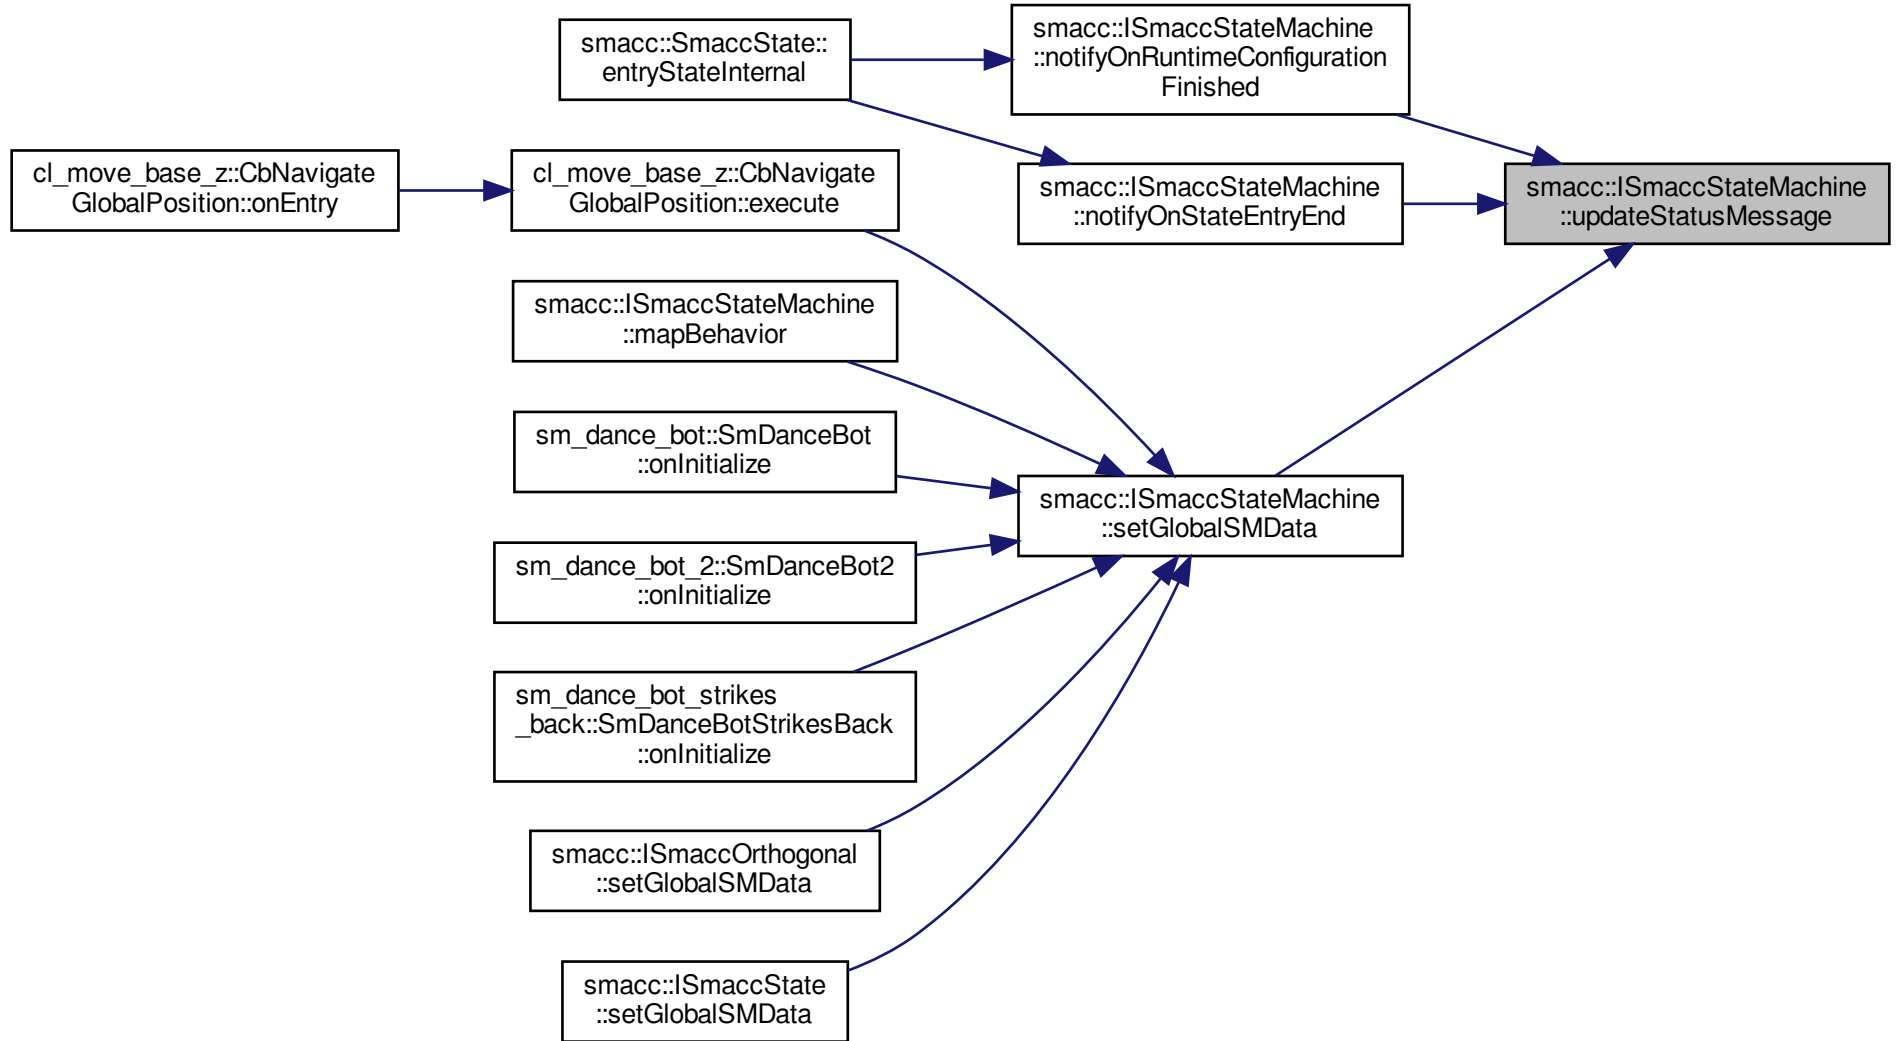 smacc::SmaccState::
entryStateInternal
smacc::ISmaccStateMachine
::notifyOnRuntimeConfiguration
Finished
cl_move_base_z::CbNavigate
GlobalPosition::onEntry
cl_move_base_z::CbNavigate
GlobalPosition::execute
smacc::ISmaccStateMachine
::notifyOnStateEntryEnd
smacc::ISmaccStateMachine
::updateStatusMessage
smacc::ISmaccStateMachine
::mapBehavior
sm_dance_bot::SmDanceBot
::onInitialize
smacc::ISmaccStateMachine
::setGlobalSMData
sm_dance_bot_2::SmDanceBot2
::onInitialize
sm_dance_bot_strikes
_back::SmDanceBotStrikesBack
::onInitialize
smacc::ISmaccOrthogonal
::setGlobalSMData
smacc::ISmaccState
::setGlobalSMData